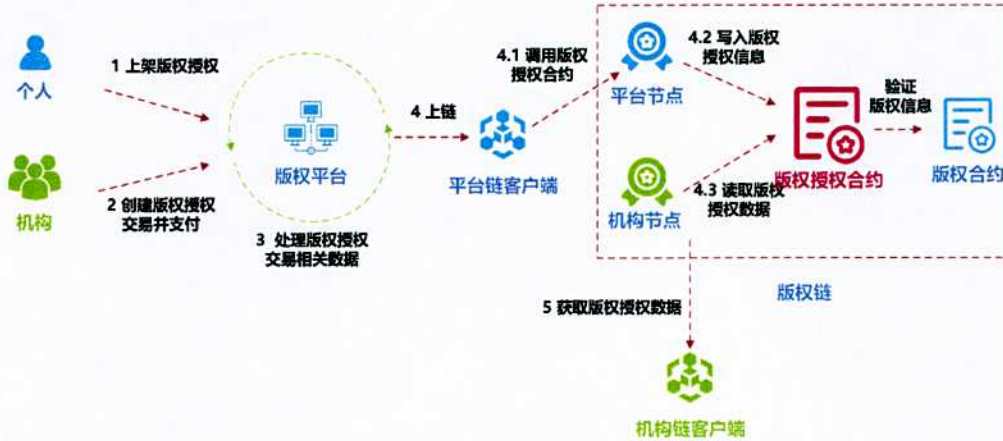 个人
1 上架版权授权
机构
2 创建版权授权
交易并支付
版权平台
3 处理版权授权
交易相关数据
4 上链
平台链客户端
4.1 调用版权
授权合约
平台节点
4.2 写入版权
授权信息
机构节点
4.3 读取版权
授权数据
版权授权合约
验证
版权信息
版权合约
版权链
5 获取版权授权数据
机构链客户端